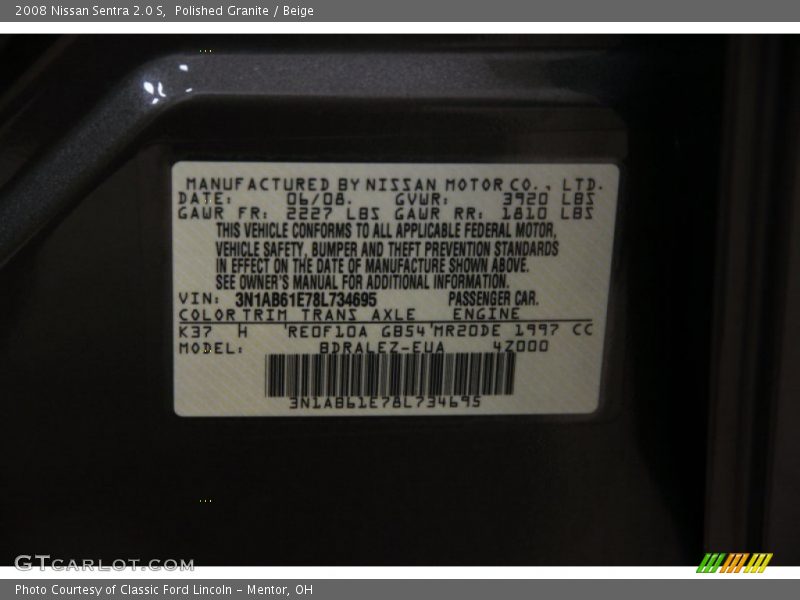 2008 Nissan Sentra 2.0 S,  Polished Granite / Beige
MANUFACTURED BY NISSAN MOTOR CO., LTD.
DATE: 06/08. GVWR: 3920 LBS
GAWR FR: 2227 LBS GAWR RR: 1810 LBS
THIS VEHICLE CONFORMS TO ALL APPLICABLE FEDERAL MOTOR,
VEHICLE SAFETY, BUMPER AND THEFT PREVENTION STANDARDS
IN EFFECT ON THE DATE OF MANUFACTURE SHOWN ABOVE.
SEE OWNER'S MANUAL FOR ADDITIONAL INFORMATION.
VIN: 3N1AB61E78L734695 PASSENGER CAR.
COLOR TRIM TRANS AXLE ENGINE
K37 H 'RE0F10A GB54'MR20DE 1997 CC
MODEL: BDRALEZ-EUA 4Z000
3N1AB61E78L734695
GTCARLOT.COM
Photo Courtesy of Classic Ford Lincoln - Mentor, OH